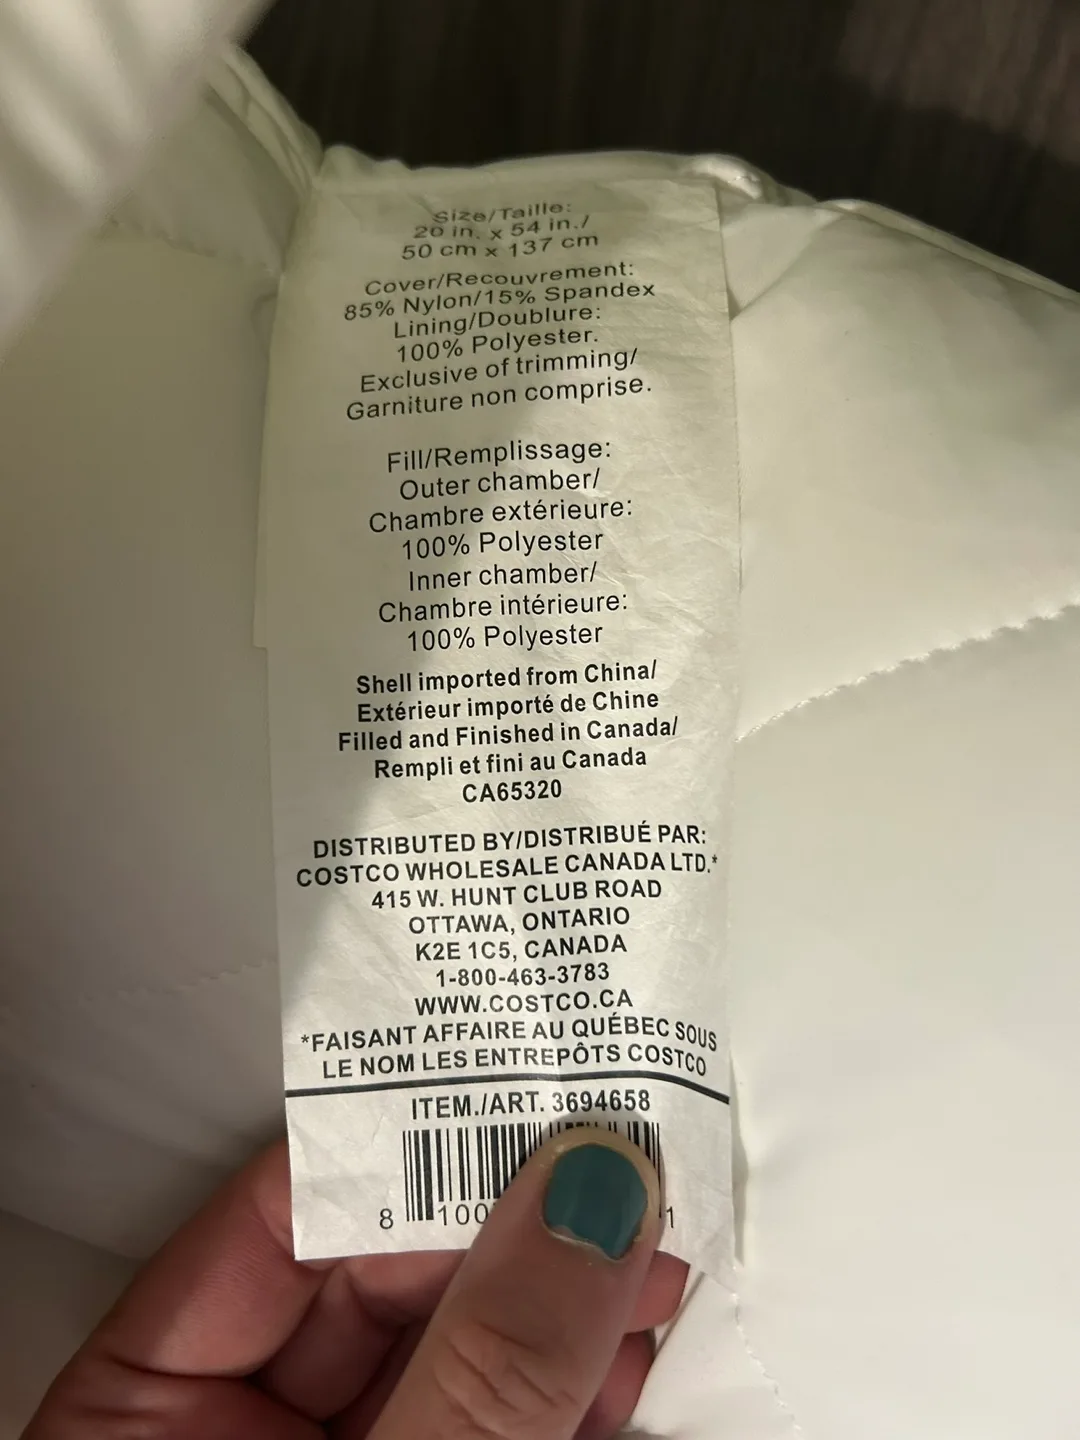 Size/Taille:
20 in. x 54 in./
50 cm x 137 cm
Cover/Recouvrement:
85% Nylon/15% Spandex
Lining/Doublure:
100% Polyester.
Exclusive of trimming/
Garniture non comprise.
Fill/Remplissage:
Outer chamber/
Chambre extérieure:
100% Polyester
Inner chamber/
Chambre intérieure:
100% Polyester
Shell imported from China/
Extérieur importé de Chine
Filled and Finished in Canada/
Rempli et fini au Canada
CA65320
DISTRIBUTED BY/DISTRIBUÉ PAR:
COSTCO WHOLESALE CANADA LTD.*
415 W. HUNT CLUB ROAD
OTTAWA, ONTARIO
K2E 1C5, CANADA
1-800-463-3783
WWW.COSTCO.CA
*FAISANT AFFAIRE AU QUÉBEC SOUS
LE NOM LES ENTREPÔTS COSTCO
ITEM./ART. 3694658
8 100 1